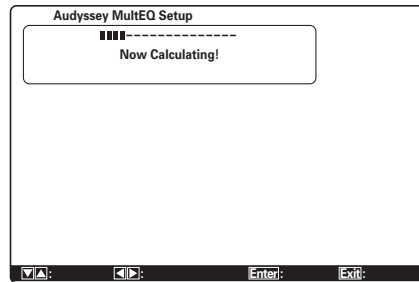 Audyssey MultEQ Setup
Now Calculating!
▼▲: ◀▶: Enter: Exit: